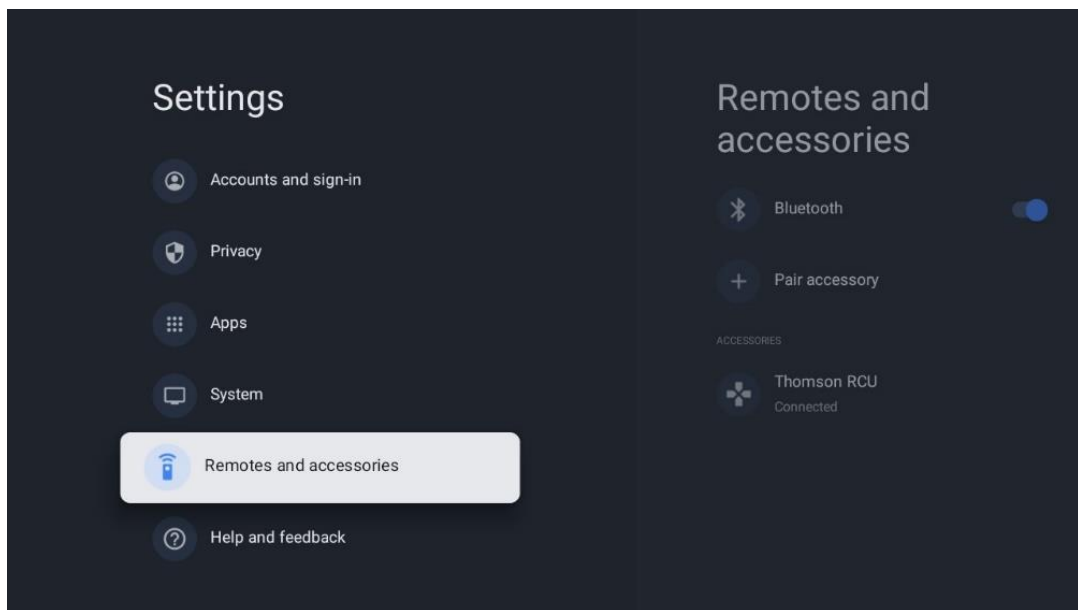 Settings
Accounts and sign-in
Privacy
Apps
System
Remotes and accessories
Help and feedback
Remotes and
accessories
Bluetooth
Pair accessory
ACCESSORIES
Thomson RCU
Connected